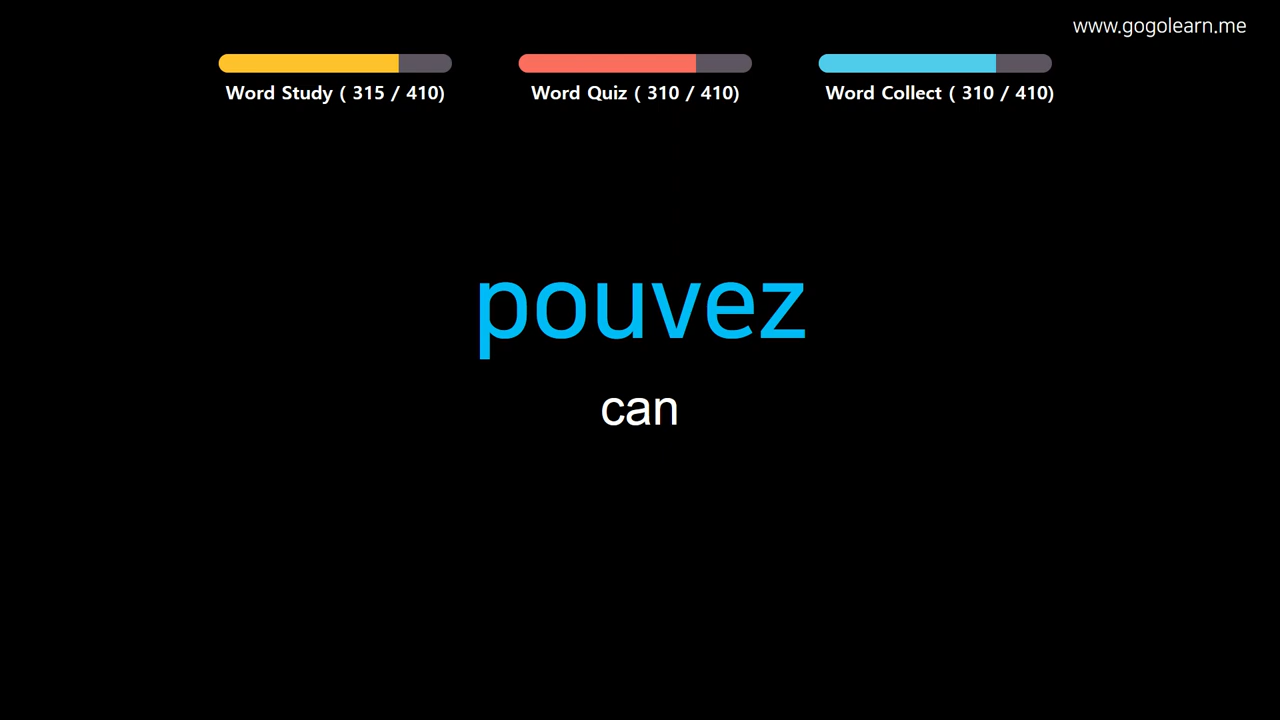 www.gogolearn.me
Word Study ( 315 / 410)
Word Quiz ( 310 / 410)
Word Collect ( 310 / 410)
pouvez
can